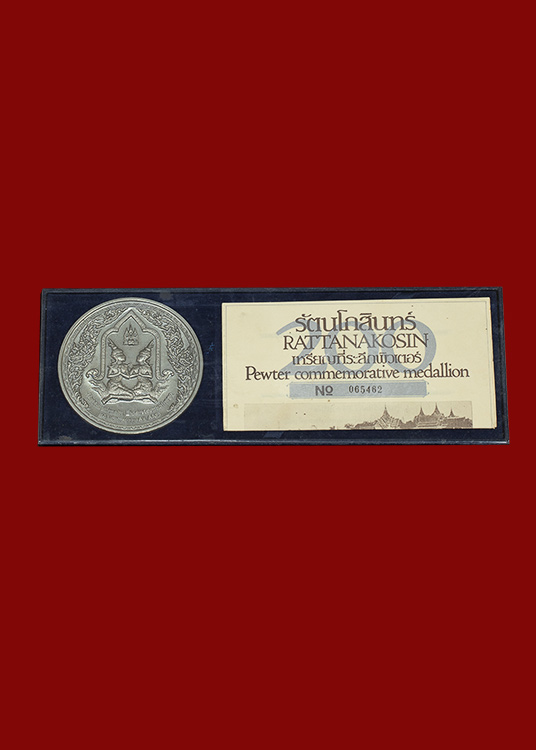 รัตนโกสินทร์
RATTANAKOSIN
เหรียญที่ระลึกพิวเตอร์
Pewter commemorative medallion
No 065462